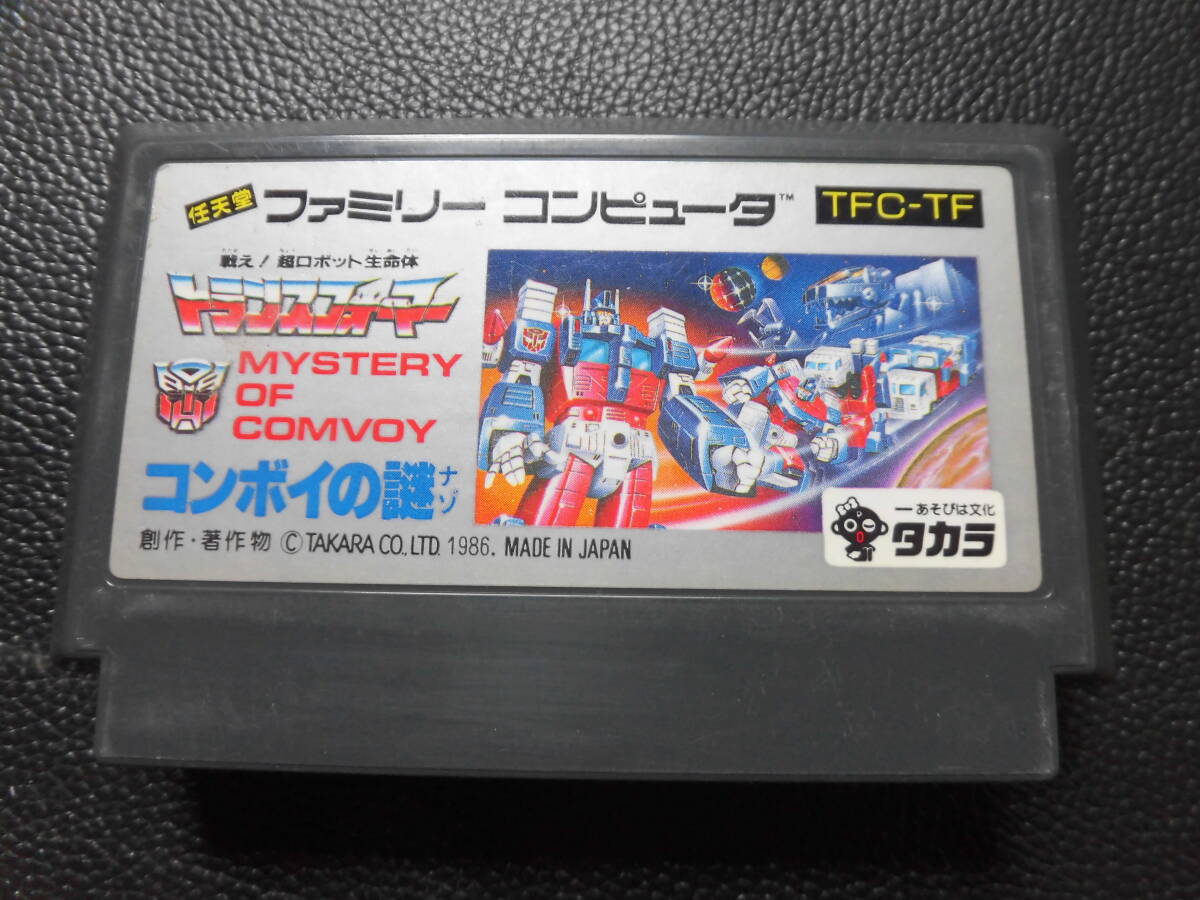 任天堂 ファミリー コンピュータ™ TFC-TF
戦え! 超ロボット生命体
トランスフォーマー
MYSTERY
OF
COMVOY
コンボイの謎 ナゾ
創作・著作物 © TAKARA CO., LTD. 1986. MADE IN JAPAN
ーあそびは文化
タカラ